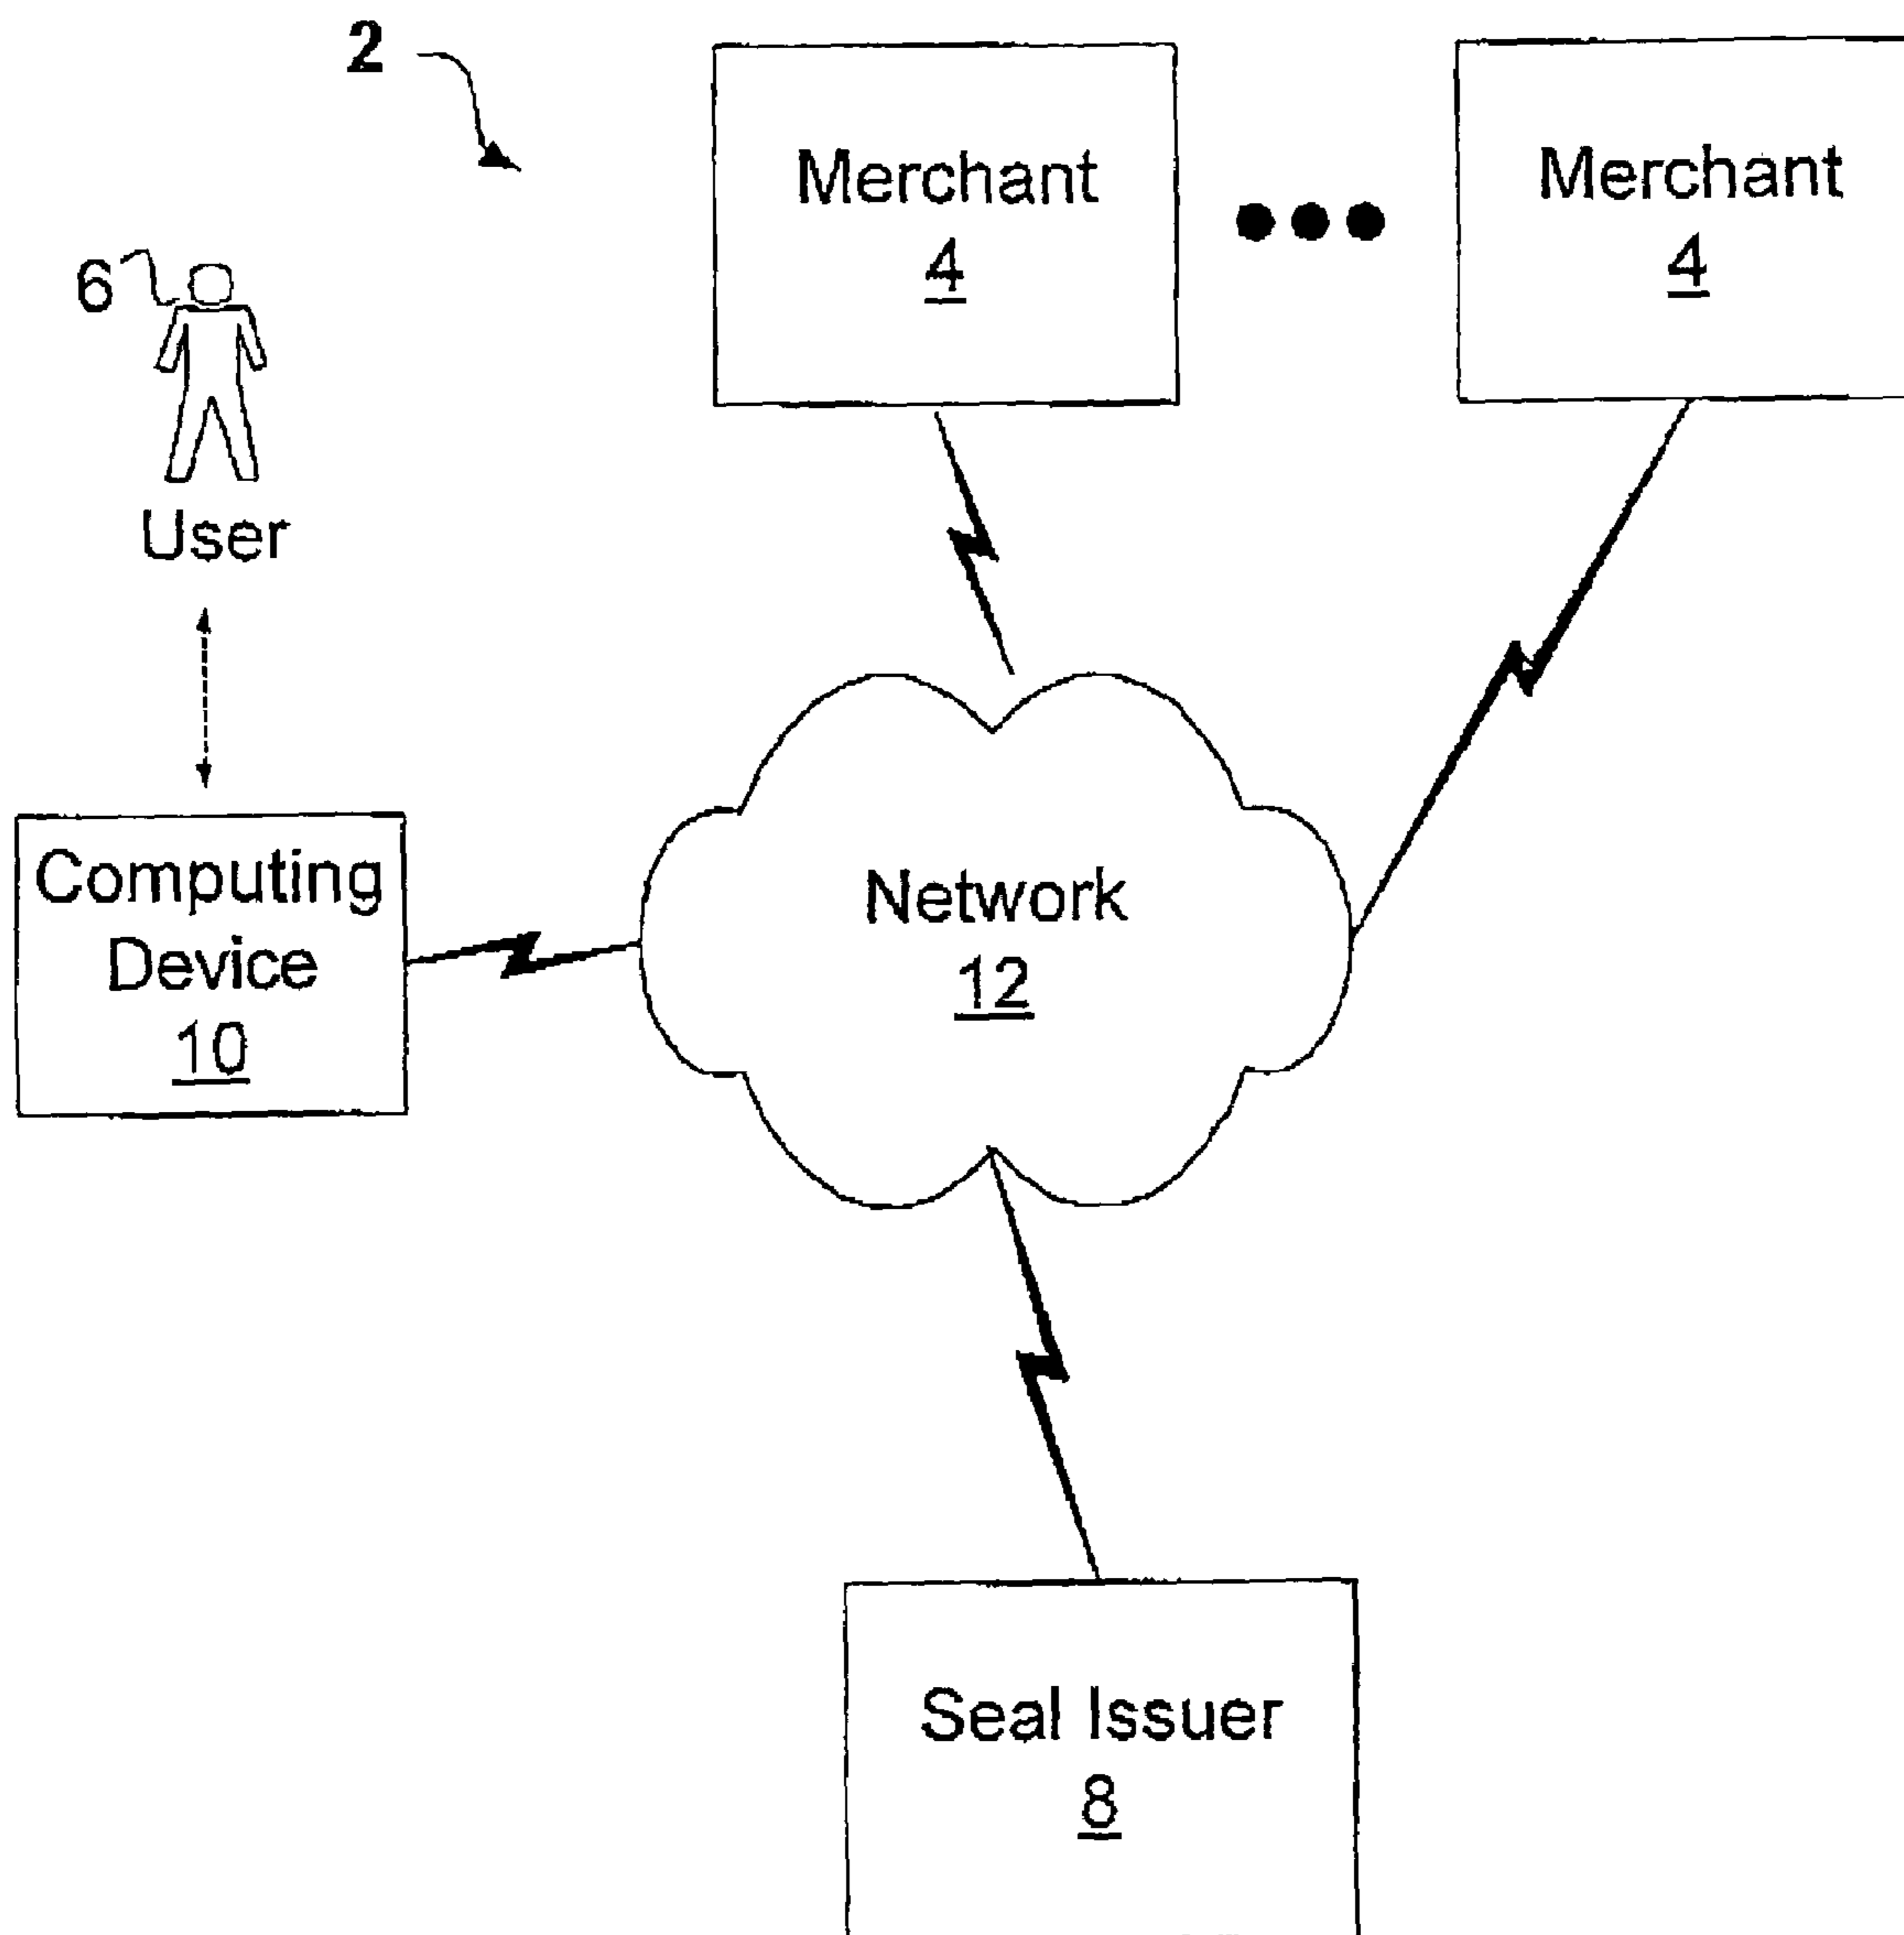 2
Merchant
4
Merchant
4
6
User
Computing
Device
10
Network
12
Seal Issuer
8